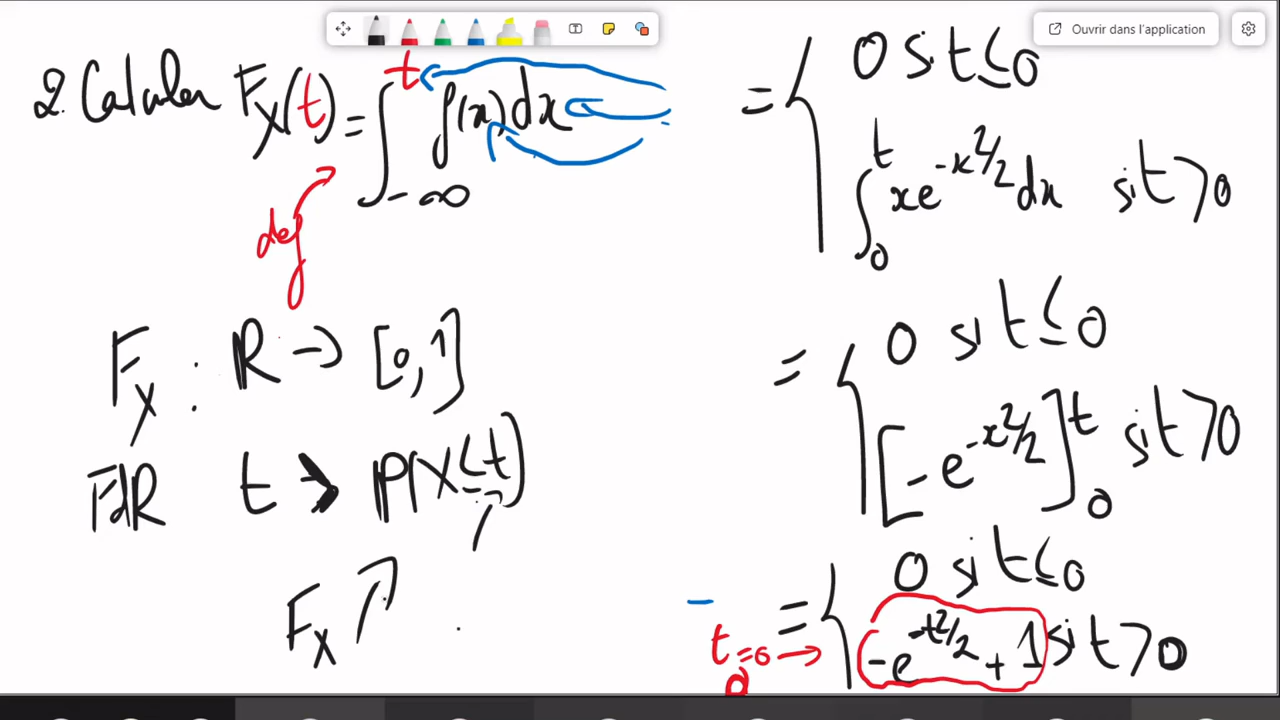 Ouvrir dans l'application
2. Calculer F_X(t) = ∫_{-∞}^{t} f(x)dx
def
F_X : ℝ → [0,1]
FdR t → ℙ(X≤t)
F_X ↗
= { 0 si t≤0
∫_0^t xe^{-x²/2}dx si t>0
= { 0 si t≤0
[-e^{-x²/2}]_0^t si t>0
= { 0 si t≤0
-e^{-t²/2}+1 si t>0
t=0 →
0